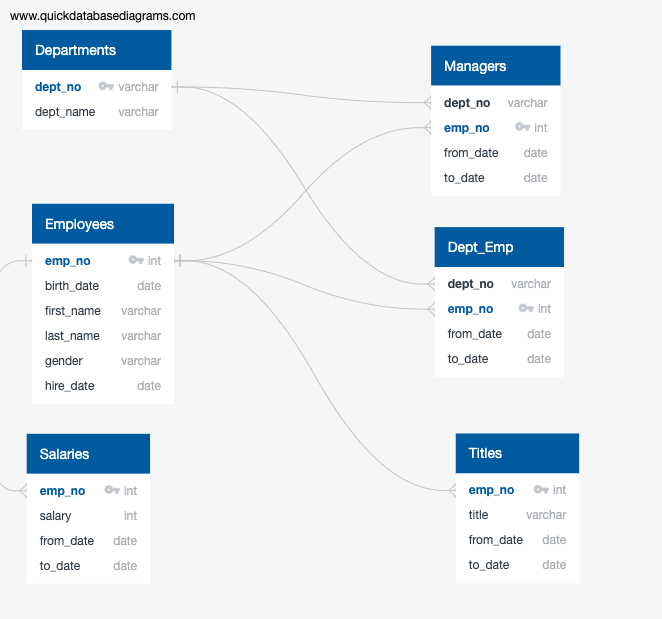 www.quickdatabasediagrams.com
Departments
dept_no varchar
dept_name varchar
Managers
dept_no varchar
emp_no int
from_date date
to_date date
Employees
emp_no int
birth_date date
first_name varchar
last_name varchar
gender varchar
hire_date date
Dept_Emp
dept_no varchar
emp_no int
from_date date
to_date date
Salaries
emp_no int
salary int
from_date date
to_date date
Titles
emp_no int
title varchar
from_date date
to_date date